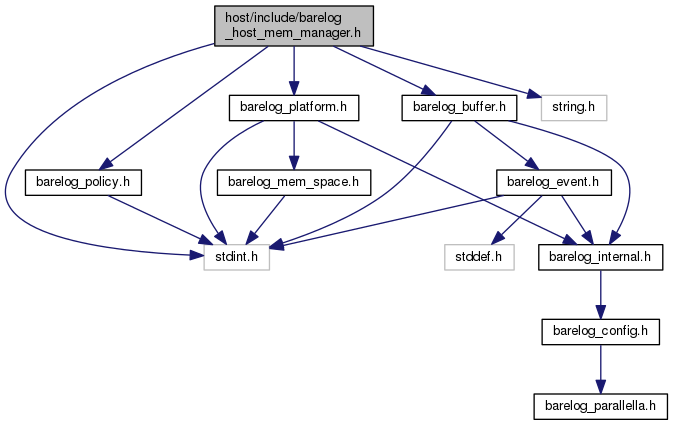 host/include/barelog
_host_mem_manager.h
barelog_platform.h
barelog_buffer.h
string.h
barelog_policy.h
barelog_mem_space.h
barelog_event.h
stdint.h
stddef.h
barelog_internal.h
barelog_config.h
barelog_parallella.h